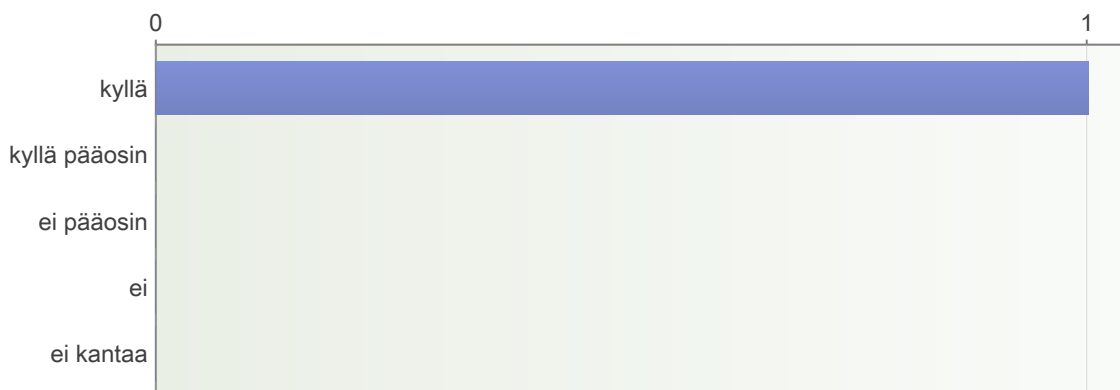 0 1
kyllä
kyllä pääosin
ei pääosin
ei
ei kantaa